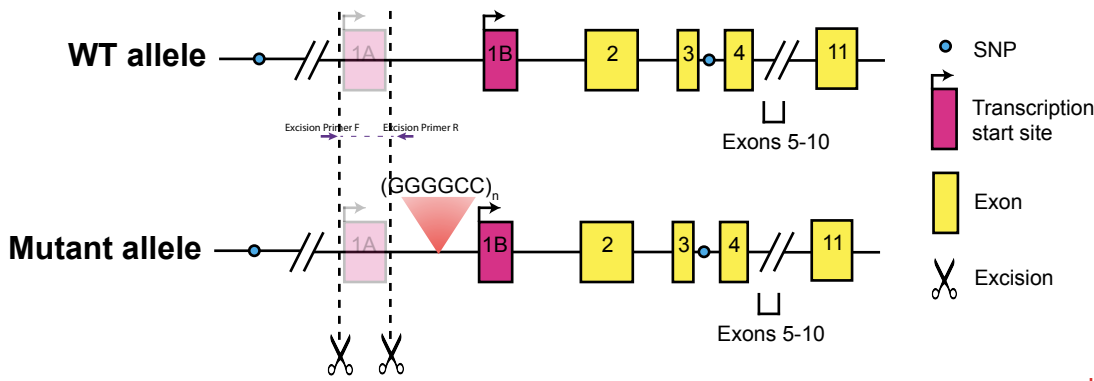 WT allele
1A
1B
2
3
4
11
Exons 5-10
Excision Primer F
Excision Primer R
(GGGGCC)n
Mutant allele
1A
1B
2
3
4
11
Exons 5-10
SNP
Transcription
start site
Exon
Excision